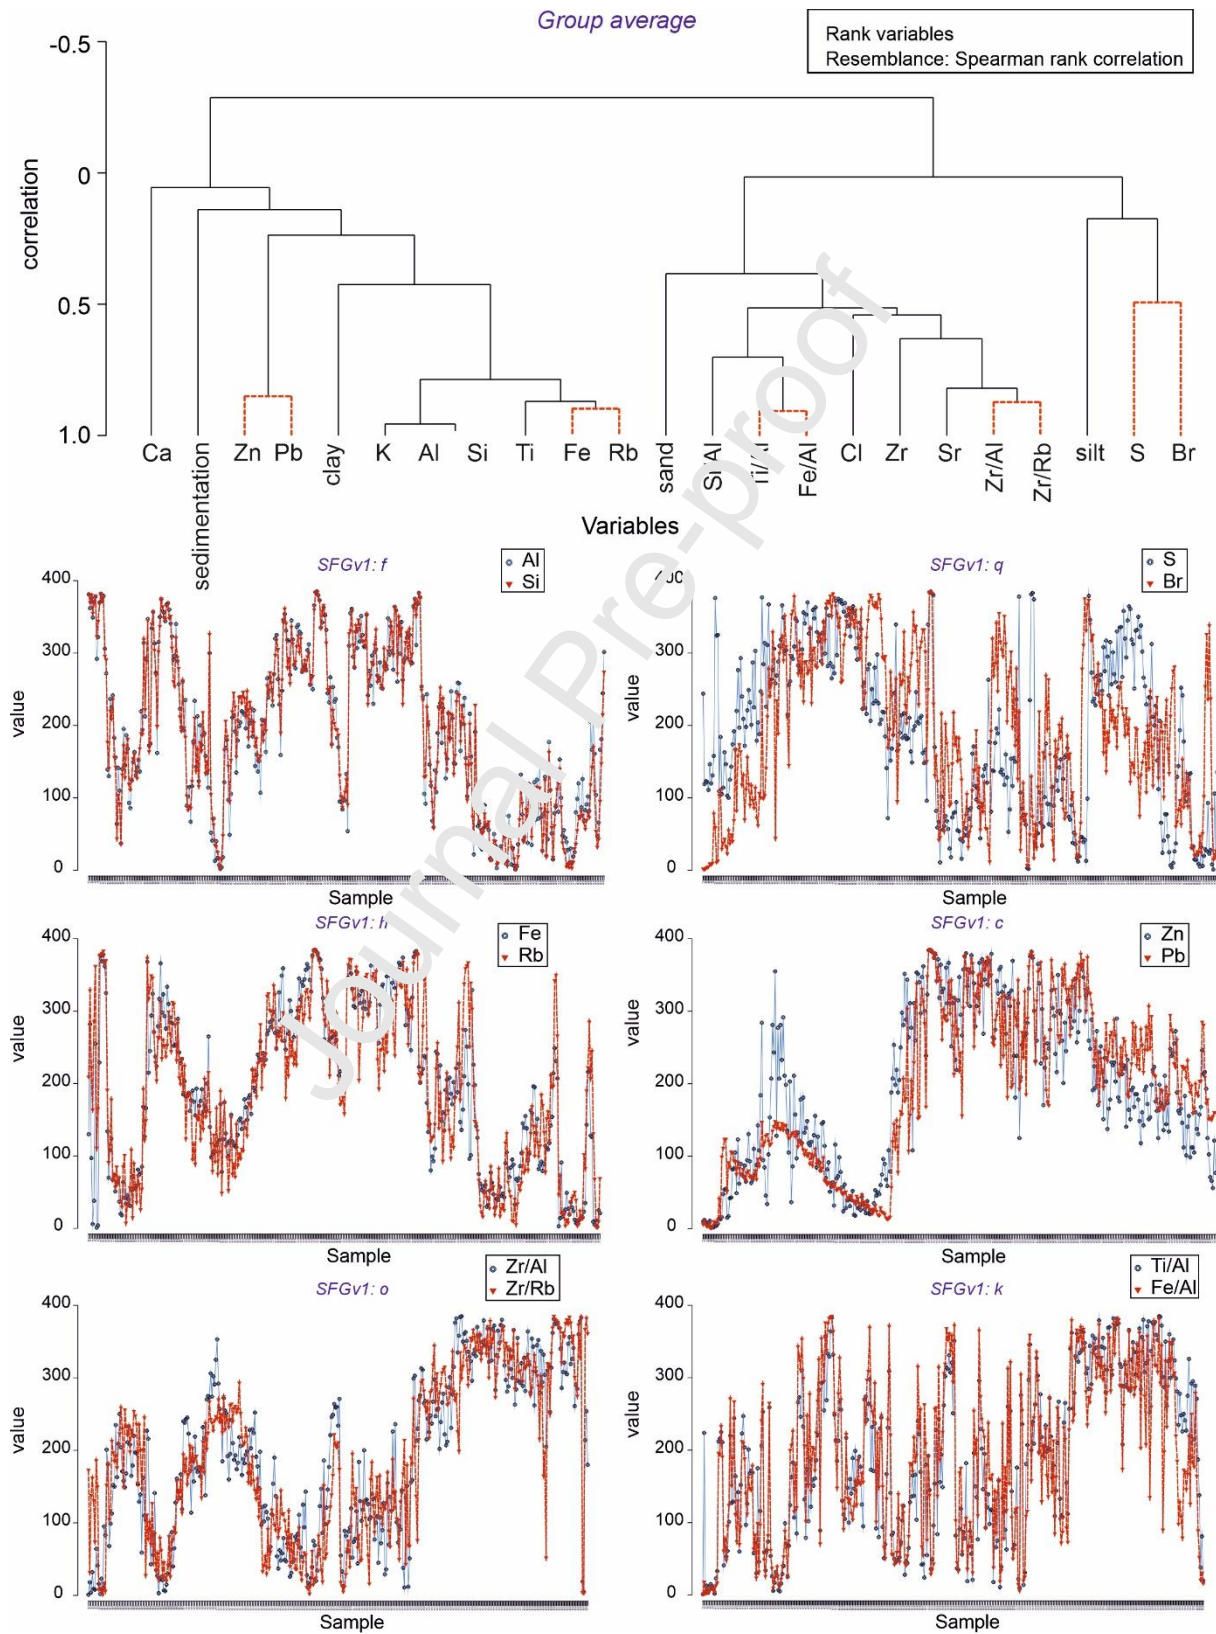 Group average
Rank variables
Resemblance: Spearman rank correlation
-0.5
0
0.5
1.0
correlation
Ca
sedimentation
Zn
Pb
clay
K
Al
Si
Ti
Fe
Rb
sand
Si/Al
Ti/Al
Fe/Al
Cl
Zr
Sr
Zr/Al
Zr/Rb
silt
S
Br
Variables
Journal Pre-proof
SFGv1: f
Al
Si
400
300
200
100
0
value
Sample
SFGv1: q
S
Br
400
300
200
100
0
value
Sample
SFGv1: h
Fe
Rb
400
300
200
100
0
value
Sample
SFGv1: c
Zn
Pb
400
300
200
100
0
value
Sample
SFGv1: o
Zr/Al
Zr/Rb
400
300
200
100
0
value
Sample
SFGv1: k
Ti/Al
Fe/Al
400
300
200
100
0
value
Sample